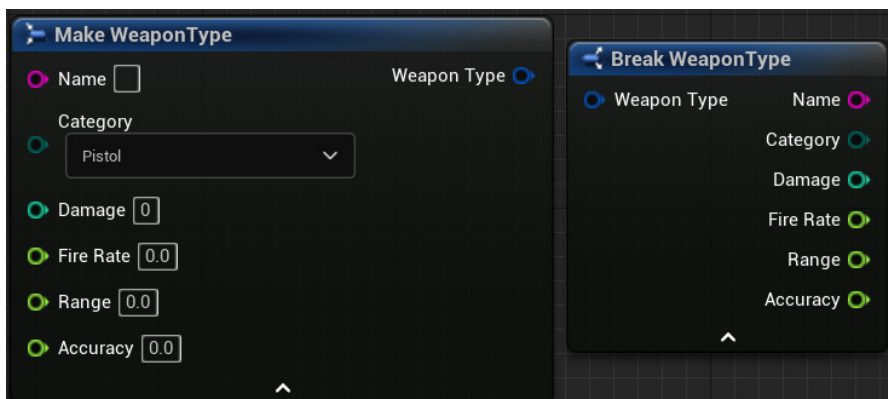 Make WeaponType
Name
Weapon Type
Category
Pistol
Damage 0
Fire Rate 0.0
Range 0.0
Accuracy 0.0
Break WeaponType
Weapon Type
Name
Category
Damage
Fire Rate
Range
Accuracy